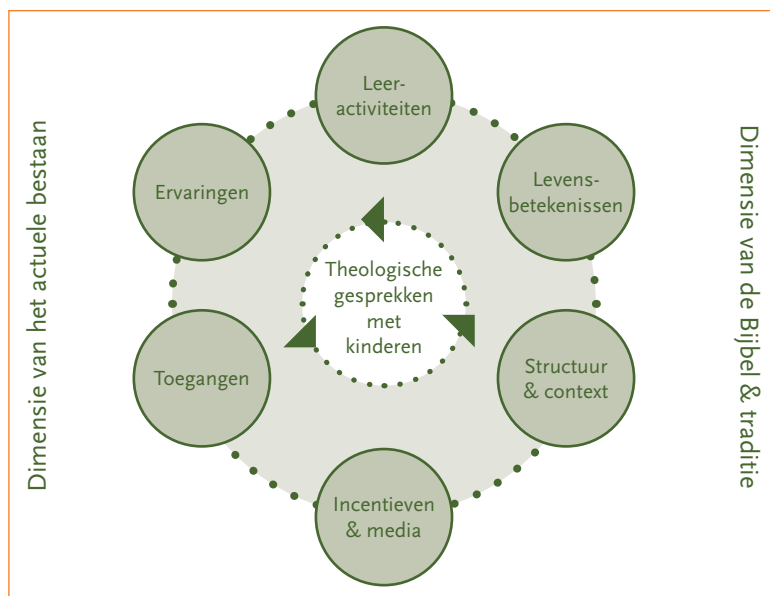 Dimensie van het actuele bestaan
Leer-
activiteiten
Ervaringen
Levens-
betekenissen
Theologische
gesprekken
met
kinderen
Toegangen
Structuur
& context
Incentieven
& media
Dimensie van de Bijbel & traditie